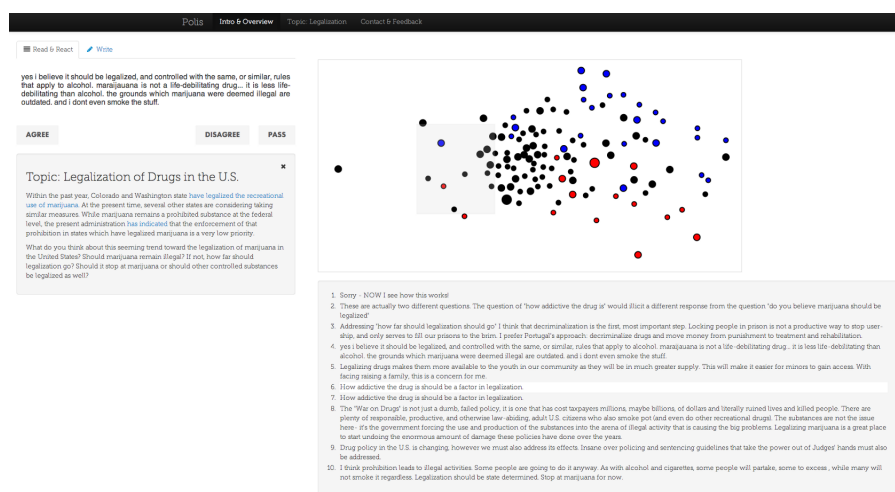 Polis Intro & Overview Topic: Legalization Contact & Feedback
Read & React Write
yes i believe it should be legalized, and controlled with the same, or similar, rules
that apply to alcohol. maraijauana is not a life-debilitating drug... it is less life-
debilitating than alcohol. the grounds which marijuana were deemed illegal are
outdated. and i dont even smoke the stuff.
AGREE DISAGREE PASS
Topic: Legalization of Drugs in the U.S.
Within the past year, Colorado and Washington state have legalized the recreational
use of marijuana. At the present time, several other states are considering taking
similar measures. While marijuana remains a prohibited substance at the federal
level, the present administration has indicated that the enforcement of that
prohibition in states which have legalized marijuana is a very low priority.
What do you think about this seeming trend toward the legalization of marijuana in
the United States? Should marijuana remain illegal? If not, how far should
legalization go? Should it stop at marijuana or should other controlled substances
be legalized as well?
1. Sorry - NOW I see how this works!
2. These are actually two different questions. The question of "how addictive the drug is" would illicit a different response from the question "do you believe marijuana should be
legalized"
3. Addressing "how far should legalization should go" I think that decriminalization is the first, most important step. Locking people in prison is not a productive way to stop user-
ship, and only serves to fill our prisons to the brim. I prefer Portugal's approach: decriminalize drugs and move money from punishment to treatment and rehabilitation.
4. yes i believe it should be legalized, and controlled with the same, or similar, rules that apply to alcohol. maraijauana is not a life-debilitating drug... it is less life-debilitating than
alcohol. the grounds which marijuana were deemed illegal are outdated. and i dont even smoke the stuff.
5. Legalizing drugs makes them more available to the youth in our community as they will be in much greater supply. This will make it easier for minors to gain access. With
facing raising a family, this is a concern for me.
6. How addictive the drug is should be a factor in legalization.
7. How addictive the drug is should be a factor in legalization.
8. The "War on Drugs" is not just a dumb, failed policy, it is one that has cost taxpayers millions, maybe billions, of dollars and literally ruined lives and killed people. There are
plenty of responsible, productive, and otherwise law-abiding, adult U.S. citizens who also smoke pot (and even do other recreational drugs). The substances are not the issue
here - it's the government forcing the use and production of the substances into the arena of illegal activity that is causing the big problems. Legalizing marijuana is a great place
to start undoing the enormous amount of damage these policies have done over the years.
9. Drug policy in the U.S. is changing, however we must also address its effects. Insane over policing and sentencing guidelines that take the power out of Judges' hands must also
be addressed.
10. I think prohibition leads to illegal activities. Some people are going to do it anyway. As with alcohol and cigarettes, some people will partake, some to excess , while many will
not smoke it regardless. Legalization should be state determined. Stop at marijuana for now.